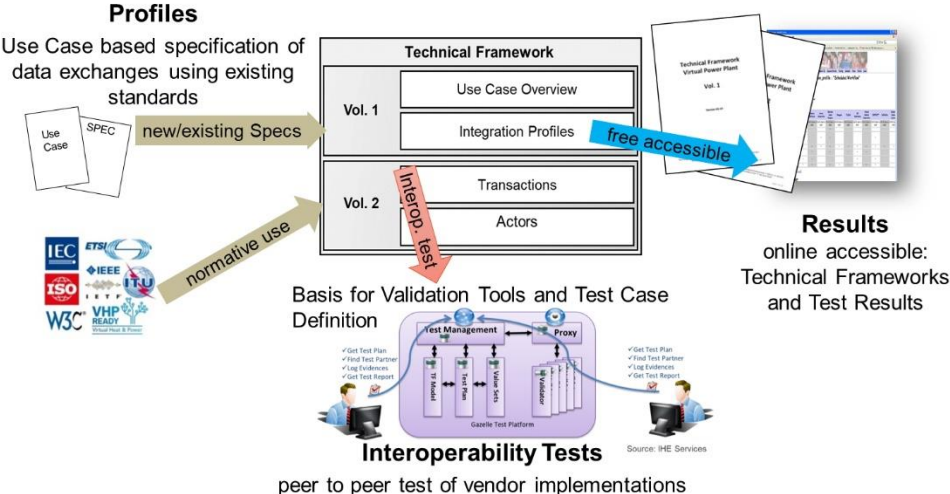 Profiles
Use Case based specification of
data exchanges using existing
standards
Use
Case
SPEC
new/existing Specs
normative use
IEC
ETSI
IEEE
ISO
IETF
ITU
W3C
VHP
READY
Virtual Heat & Power
Technical Framework
Vol. 1
Use Case Overview
Integration Profiles
Vol. 2
Transactions
Actors
free accessible
Interop. test
Technical Framework
Virtual Power Plant
Vol. 1
Results
online accessible:
Technical Frameworks
and Test Results
Basis for Validation Tools and Test Case
Definition
Test Management
Proxy
TF Model
Test Plan
Value Sets
Validator
Gazelle Test Platform
✓Get Test Plan
✓Find Test Partner
✓Log Evidences
✓Get Test Report
✓Get Test Plan
✓Find Test Partner
✓Log Evidences
✓Get Test Report
Source: IHE Services
Interoperability Tests
peer to peer test of vendor implementations